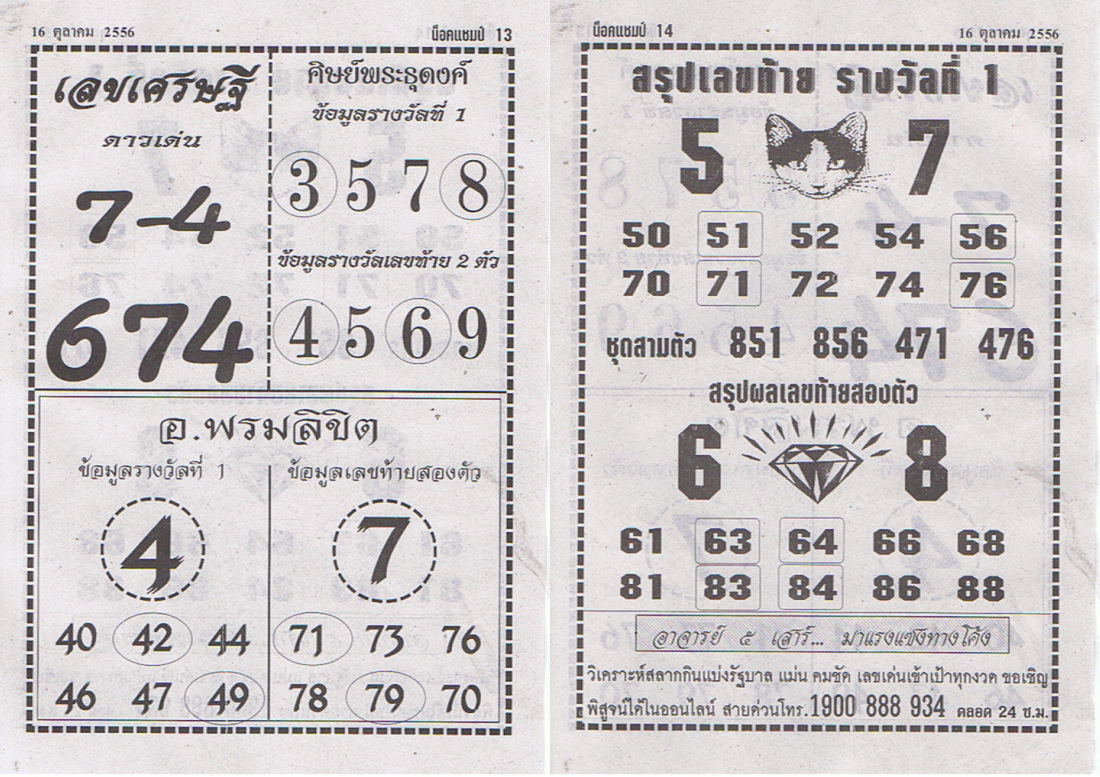 16 ตุลาคม 2556
น็อคแชมป์ 13
เลขเศรษฐี
ดาวเด่น
7-4
674
ศิษย์พระธุดงค์
ข้อมูลรางวัลที่ 1
3 5 7 8
ข้อมูลรางวัลเลขท้าย 2 ตัว
4 5 6 9
อ.พรมลิขิต
ข้อมูลรางวัลที่ 1
4
40 42 44
46 47 49
ข้อมูลเลขท้ายสองตัว
7
71 73 76
78 79 70
น็อคแชมป์ 14
16 ตุลาคม 2556
สรุปเลขท้าย รางวัลที่ 1
5 7
50 51 52 54 56
70 71 72 74 76
ชุดสามตัว 851 856 471 476
สรุปผลเลขท้ายสองตัว
6 8
61 63 64 66 68
81 83 84 86 88
อาจารย์ ๕ เสาร์... มาแรงแซงทางโค้ง
วิเคราะห์สลากกินแบ่งรัฐบาล แม่น คมชัด เลขเด่นเข้าเป้าทุกงวด ขอเชิญ
พิสูจน์ได้ในออนไลน์ สายด่วนโทร.1900 888 934 ตลอด 24 ช.ม.